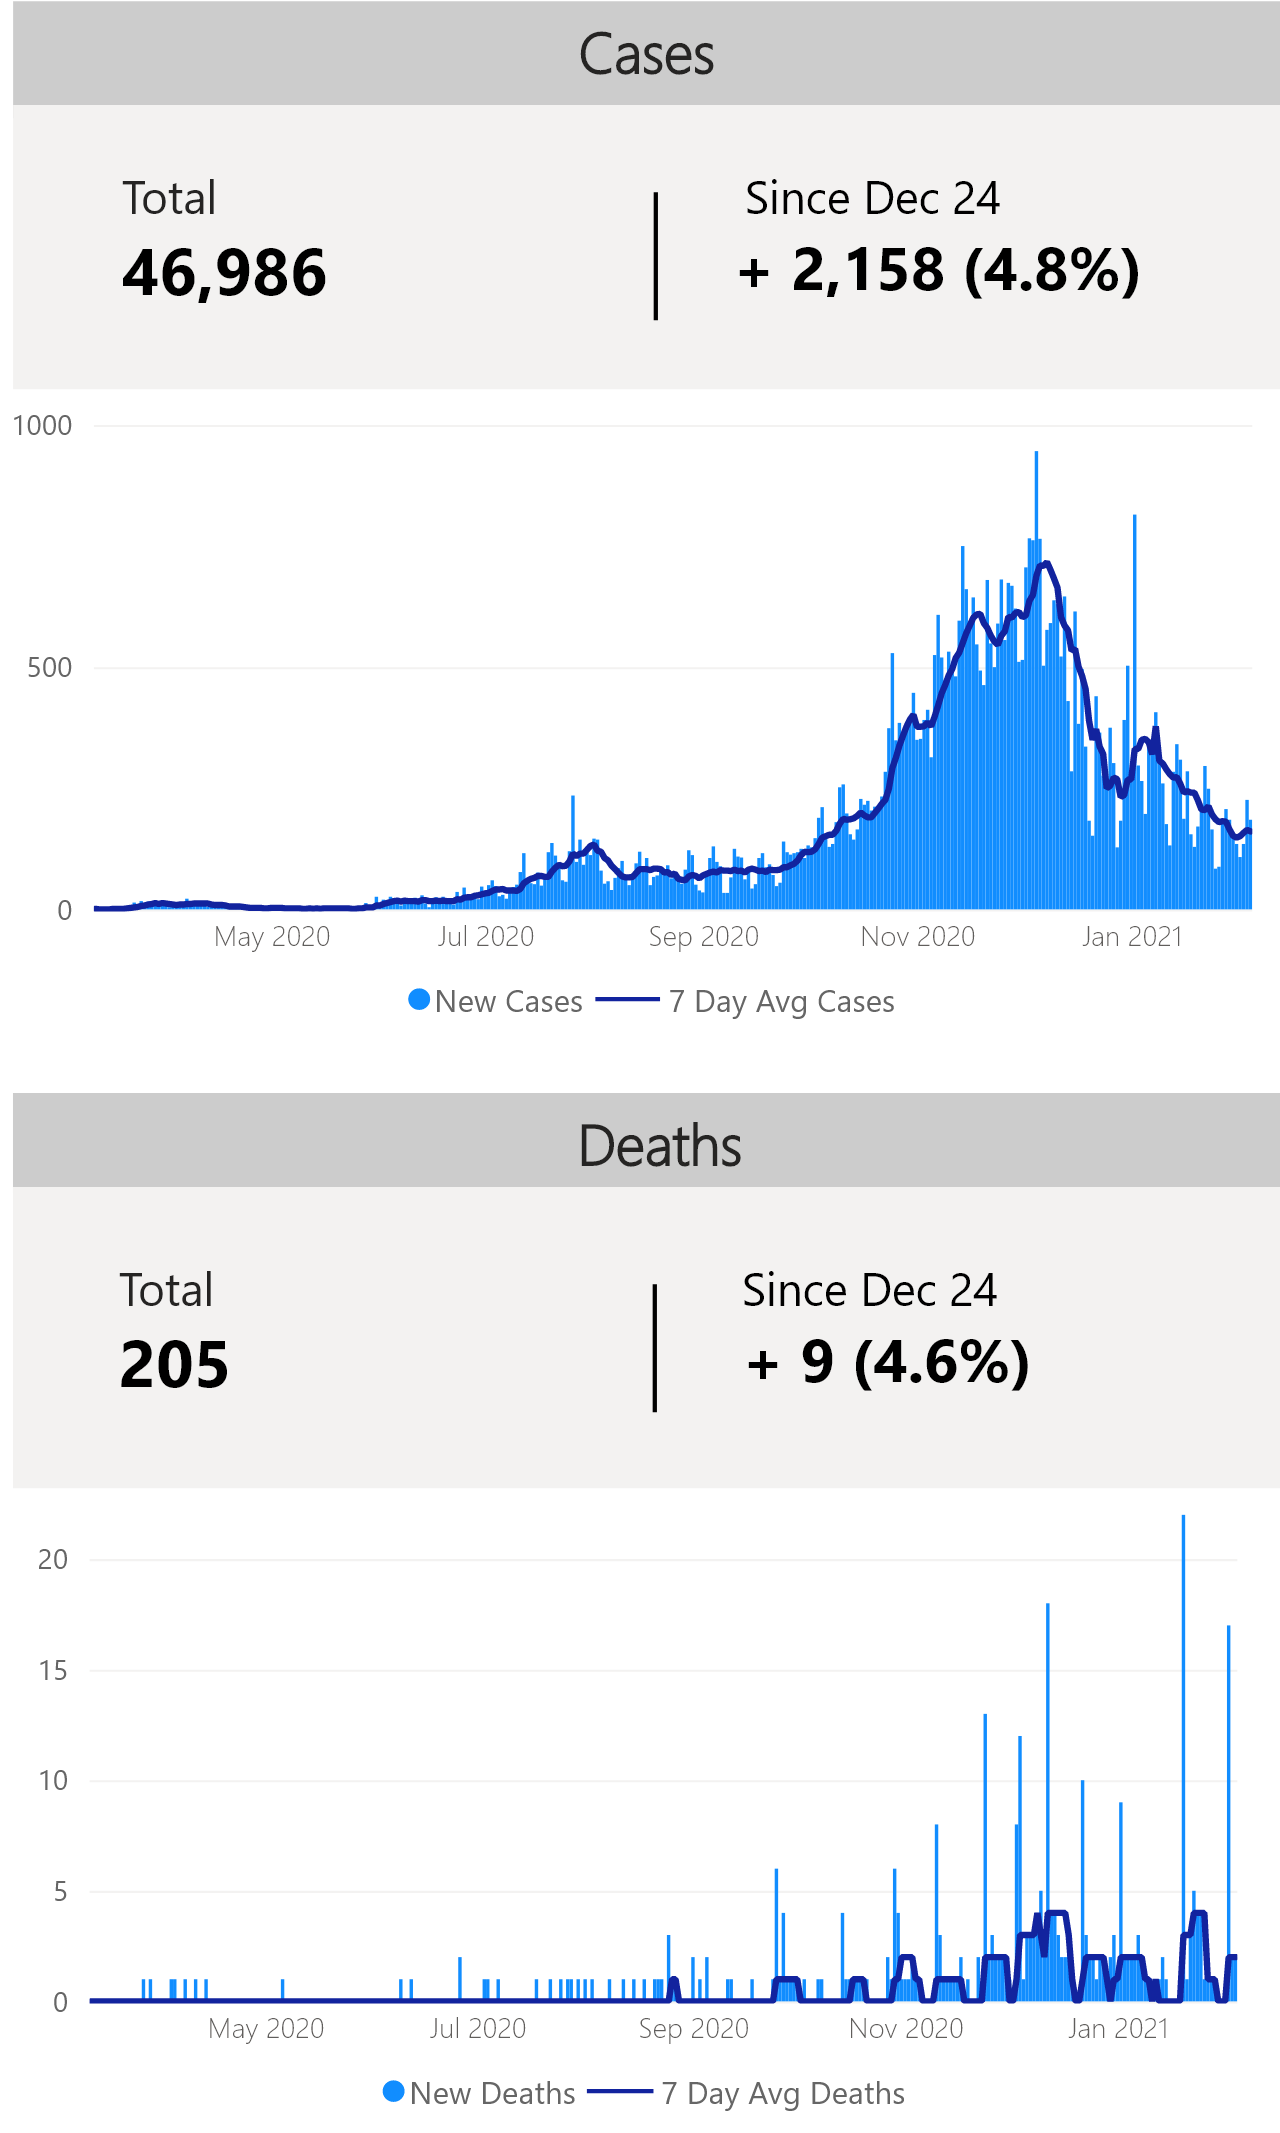 Cases
Total
Since Dec 24
46,986
+ 2,158 (4.8%)
1000
500
0
May 2020 Jul 2020 Sep 2020 Nov 2020 Jan 2021
New Cases 7 Day Avg Cases
Deaths
Total
Since Dec 24
205
+ 9 (4.6%)
20
15
10
5
0
May 2020 Jul 2020 Sep 2020 Nov 2020 Jan 2021
New Deaths 7 Day Avg Deaths